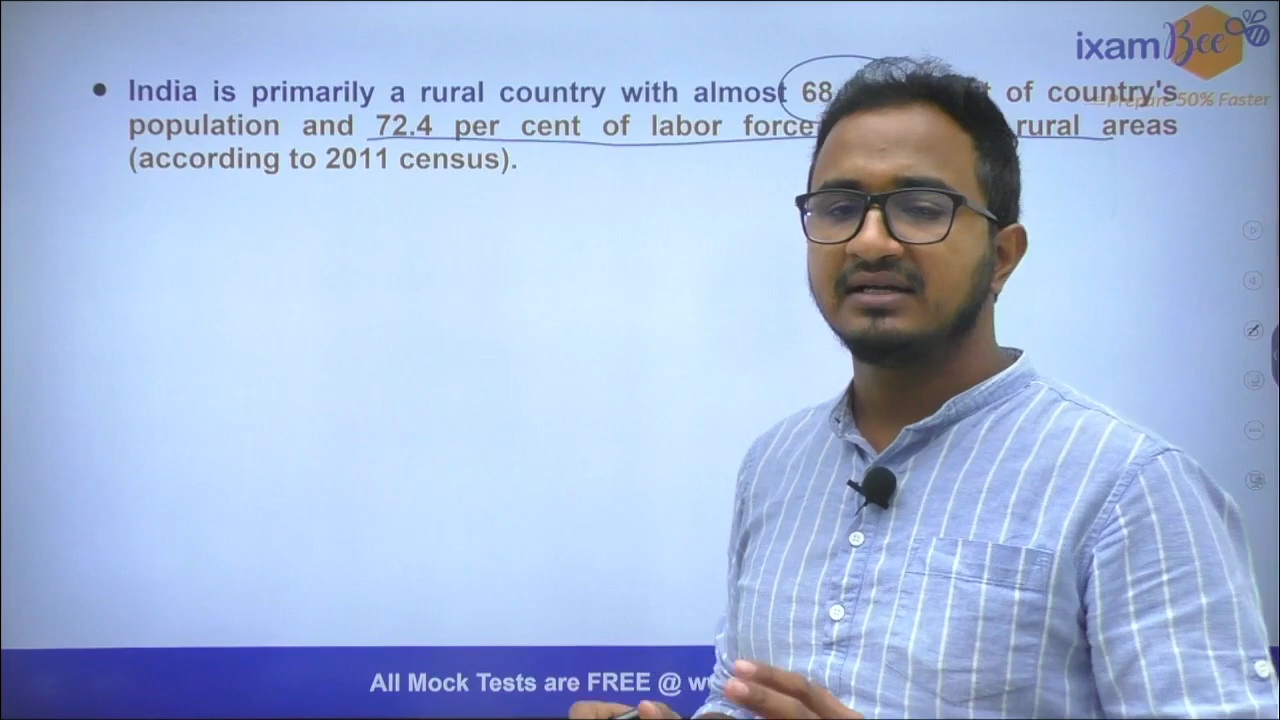 ixamBee
Prepare 50% Faster
India is primarily a rural country with almost 68 of country's
population and 72.4 per cent of labor force rural areas
(according to 2011 census).
All Mock Tests are FREE @